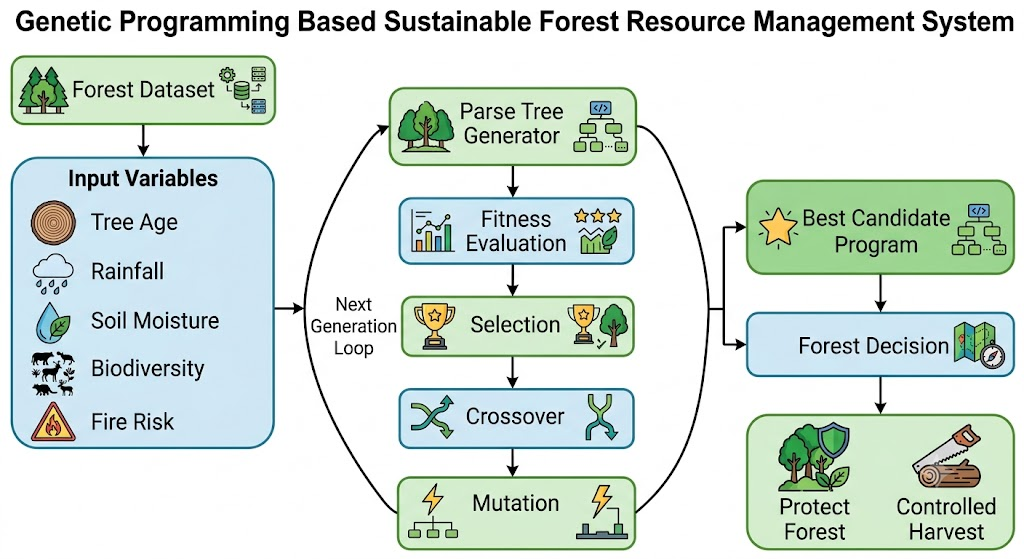 Genetic Programming Based Sustainable Forest Resource Management System
Forest Dataset
Input Variables
Tree Age
Rainfall
Soil Moisture
Biodiversity
Fire Risk
Next
Generation
Loop
Parse Tree
Generator
</>
Fitness
Evaluation
Selection
Crossover
Mutation
Best Candidate
Program
</>
Forest Decision
Protect
Forest
Controlled
Harvest